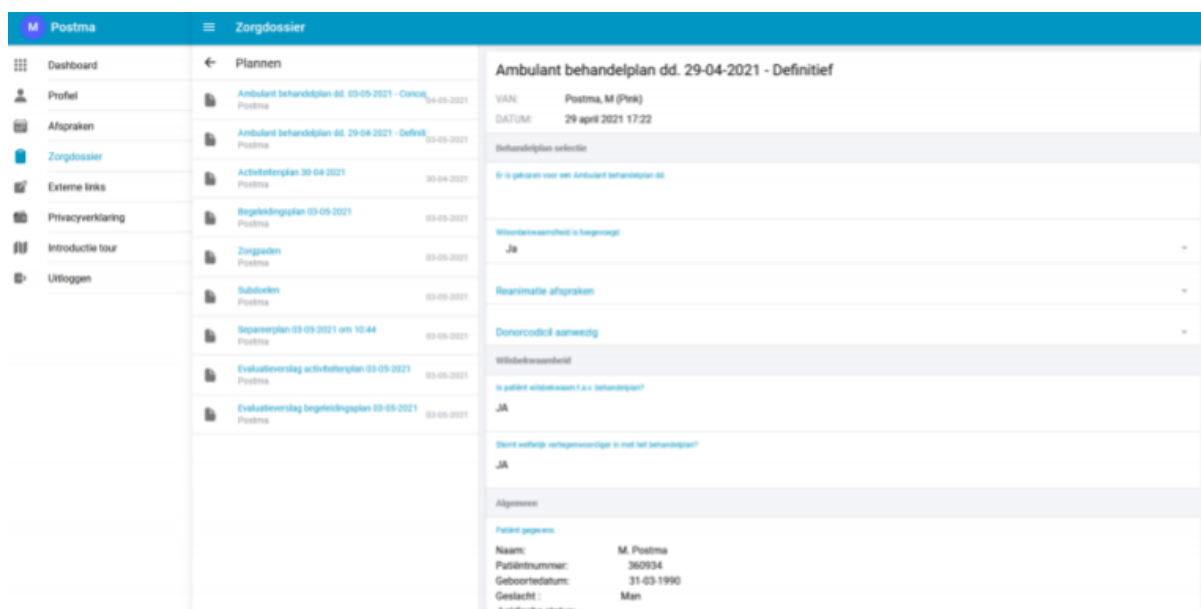 M Postma
Zorgdossier
Dashboard
Profiel
Afspraken
Zorgdossier
Externe links
Privacyverklaring
Introductie tour
Uitloggen
Plannen
Ambulant behandelplan dd. 03-05-2021 - Concep
04-05-2021
Postma
Ambulant behandelplan dd. 29-04-2021 - Definiti
03-05-2021
Postma
Activiteitenplan 30-04-2021
30-04-2021
Postma
Begeleidingsplan 03-05-2021
03-05-2021
Postma
Zorgpaden
03-05-2021
Postma
Subdoelen
03-05-2021
Postma
Separeerplan 03-05-2021 om 10:44
03-05-2021
Postma
Evaluatieverslag activiteitenplan 03-05-2021
03-05-2021
Postma
Evaluatieverslag begeleidingsplan 03-05-2021
03-05-2021
Postma
Ambulant behandelplan dd. 29-04-2021 - Definitief
VAN: Postma, M (Pink)
DATUM: 29 april 2021 17:22
Behandelplan selectie
Er is gekozen voor een Ambulant behandelplan dd.
Wilsonbekwaamdheid is toegevoegd
Ja
Reanimatie afspraken
Donorcodicil aanwezig
Wilsbekwaamheid
Is patiënt wilsbekwaam t.a.v. behandelplan?
JA
Stemt wettelijk vertegenwoordiger in met het behandelplan?
JA
Algemeen
Patiënt gegevens
Naam: M. Postma
Patiëntnummer: 360934
Geboortedatum: 31-03-1990
Geslacht : Man